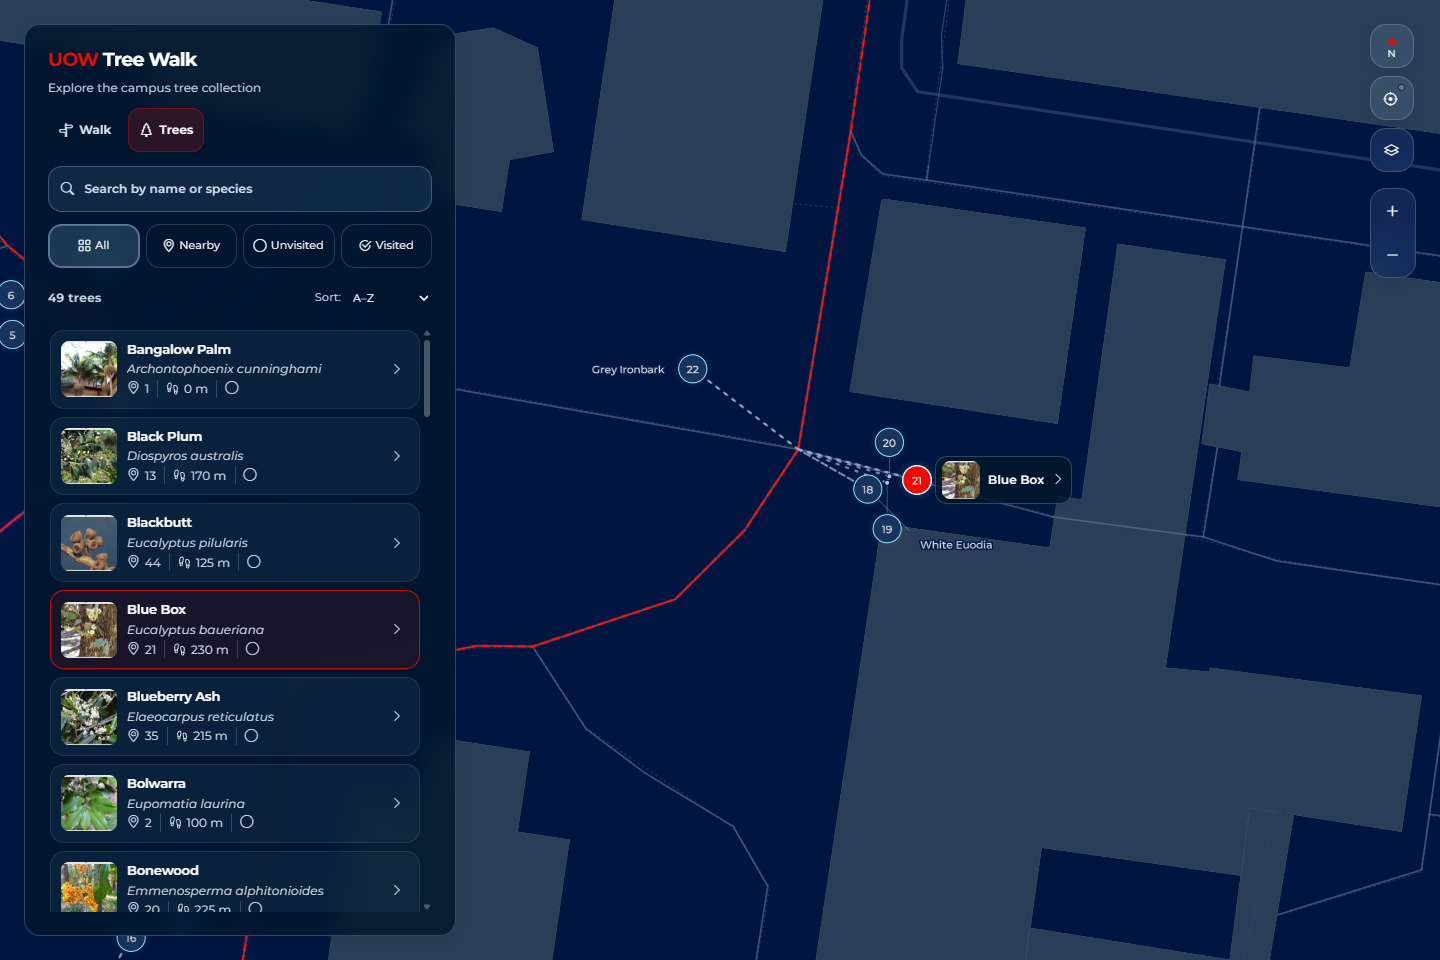 UOW Tree Walk
Explore the campus tree collection
Walk
Trees
Search by name or species
All
Nearby
Unvisited
Visited
49 trees
Sort: A–Z
Bangalow Palm
Archontophoenix cunninghami
1
0 m
Black Plum
Diospyros australis
13
170 m
Blackbutt
Eucalyptus pilularis
44
125 m
Blue Box
Eucalyptus baueriana
21
230 m
Blueberry Ash
Elaeocarpus reticulatus
35
215 m
Bolwarra
Eupomatia laurina
2
100 m
Bonewood
Emmenosperma alphitonioides
20
225 m
6
5
16
Grey Ironbark
22
20
18
21
Blue Box
19
White Euodia
N
+
−